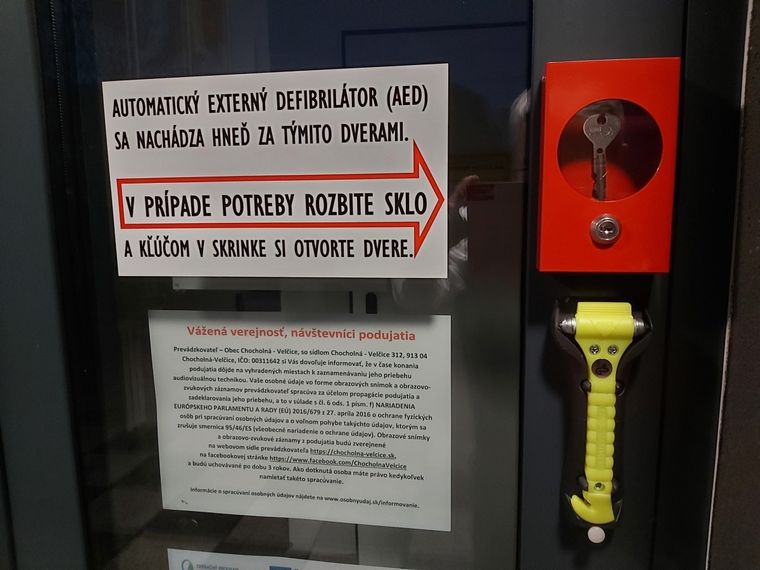 AUTOMATICKÝ EXTERNÝ DEFIBRILÁTOR (AED)
SA NACHÁDZA HNEĎ ZA TÝMITO DVERAMI.
V PRÍPADE POTREBY ROZBITE SKLO
A KĽÚČOM V SKRINKE SI OTVORTE DVERE.
Vážená verejnosť, návštevníci podujatia
Prevádzkovateľ – Obec Chocholná - Velčice, so sídlom Chocholná - Velčice 312, 913 04
Chocholná-Velčice, IČO: 00311642 si Vás dovoľuje informovať, že v čase konania
podujatia dôjde na vyhradených miestach k zaznamenávaniu jeho priebehu
audiovizuálnou technikou. Vaše osobné údaje vo forme obrazových snímok a obrazovo-
zvukových záznamov prevádzkovateľ spracúva za účelom propagácie podujatia a
zadeklarovania jeho priebehu, a to v súlade s čl. 6 ods. 1 písm. f) NARIADENIA
EURÓPSKEHO PARLAMENTU A RADY (EÚ) 2016/679 z 27. apríla 2016 o ochrane fyzických
osôb pri spracúvaní osobných údajov a o voľnom pohybe takýchto údajov, ktorým sa
zrušuje smernica 95/46/ES (všeobecné nariadenie o ochrane údajov). Obrazové snímky
a obrazovo-zvukové záznamy z podujatia budú zverejnené
na webovom sídle prevádzkovateľa https://chocholna-velcice.sk,
na facebookovej stránke https://www.facebook.com/ChocholnaVelcice
a budú uchovávané po dobu 3 rokov. Ako dotknutá osoba máte právo kedykoľvek
namietať takéto spracúvanie.
Informácie o spracúvaní osobných údajov nájdete na www.osobnyudaj.sk/informovanie.